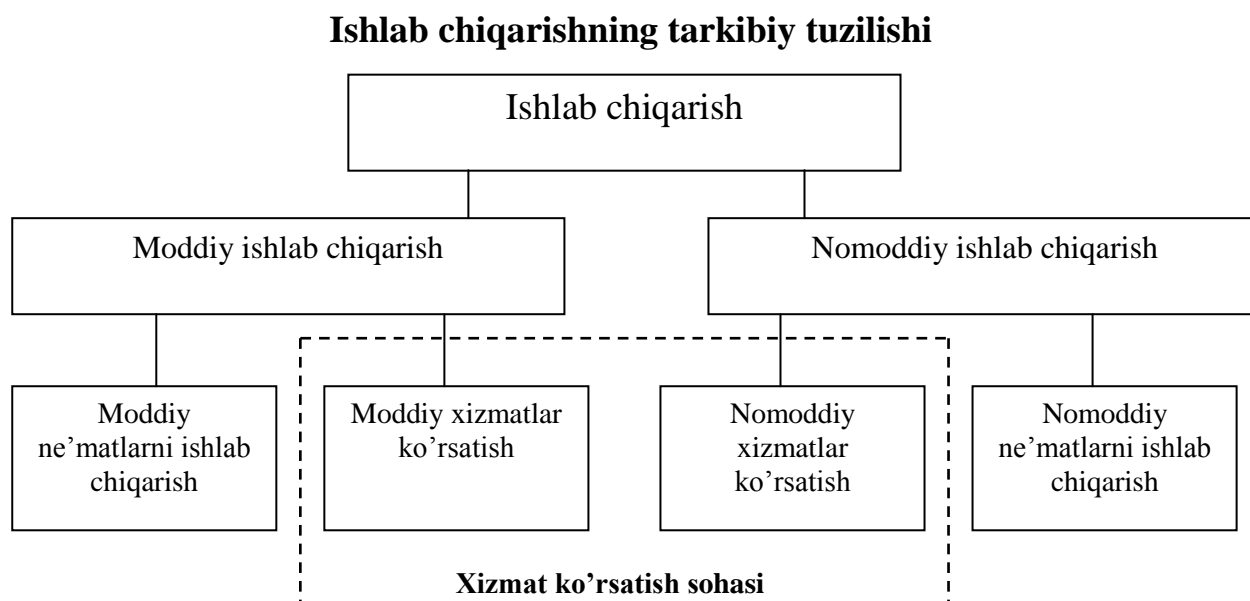 Ishlab chiqarishning tarkibiy tuzilishi
Ishlab chiqarish
Moddiy ishlab chiqarish
Nomoddiy ishlab chiqarish
Moddiy
ne’matlarni ishlab
chiqarish
Moddiy xizmatlar
ko’rsatish
Nomoddiy
xizmatlar
ko’rsatish
Nomoddiy
ne’matlarni ishlab
chiqarish
Xizmat ko’rsatish sohasi